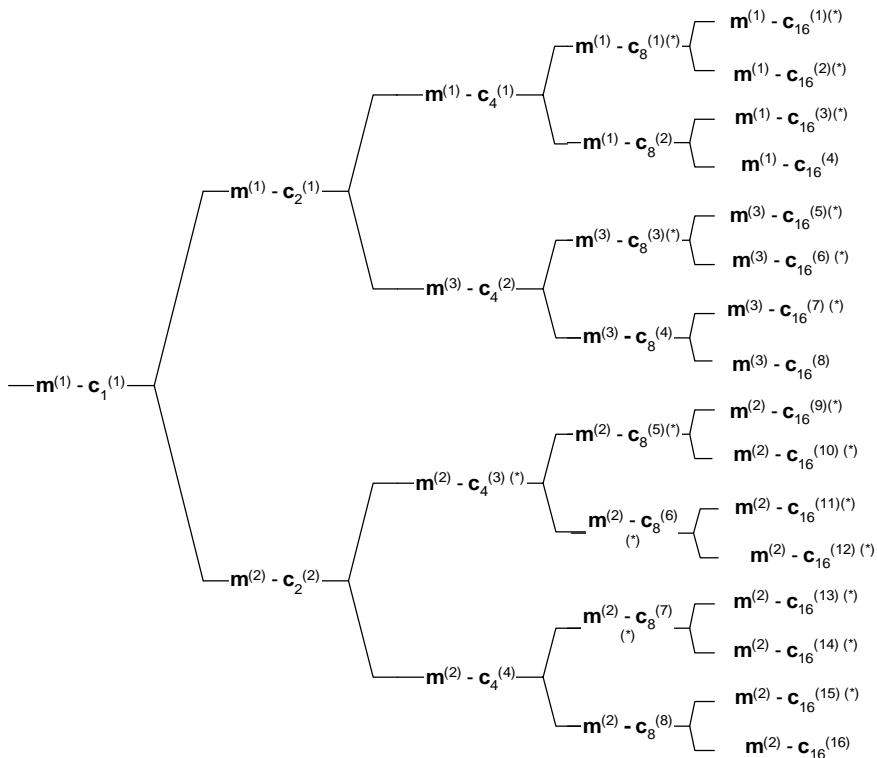 m(1) - c1(1)
m(1) - c2(1)
m(2) - c2(2)
m(1) - c4(1)
m(3) - c4(2)
m(2) - c4(3) (*)
m(2) - c4(4)
m(1) - c8(1)(*)
m(1) - c8(2)
m(3) - c8(3)(*)
m(3) - c8(4)
m(2) - c8(5)(*)
m(2) - c8(6)
(*)
m(2) - c8(7)
(*)
m(2) - c8(8)
m(1) - c16(1)(*)
m(1) - c16(2)(*)
m(1) - c16(3)(*)
m(1) - c16(4)
m(3) - c16(5)(*)
m(3) - c16(6) (*)
m(3) - c16(7) (*)
m(3) - c16(8)
m(2) - c16(9)(*)
m(2) - c16(10) (*)
m(2) - c16(11)(*)
m(2) - c16(12) (*)
m(2) - c16(13) (*)
m(2) - c16(14) (*)
m(2) - c16(15) (*)
m(2) - c16(16)